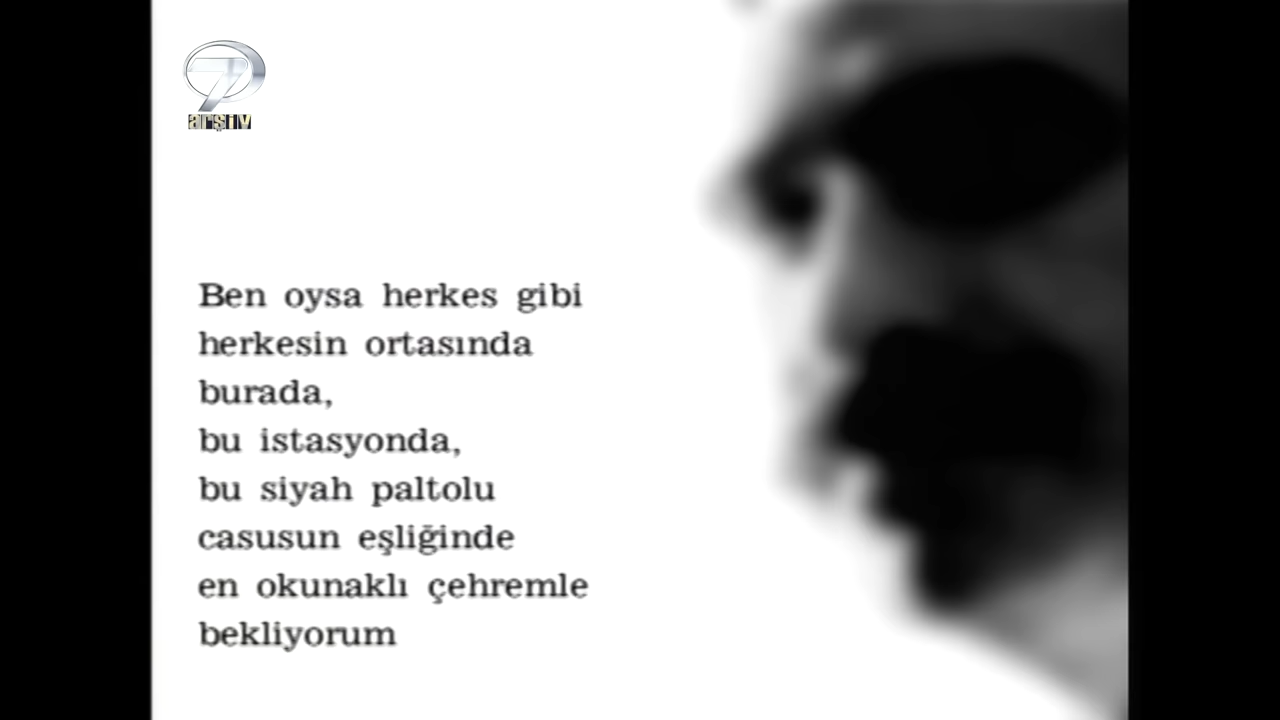 7
arşiv
Ben oysa herkes gibi
herkesin ortasında
burada,
bu istasyonda,
bu siyah paltolu
casusun eşliğinde
en okunaklı çehremle
bekliyorum